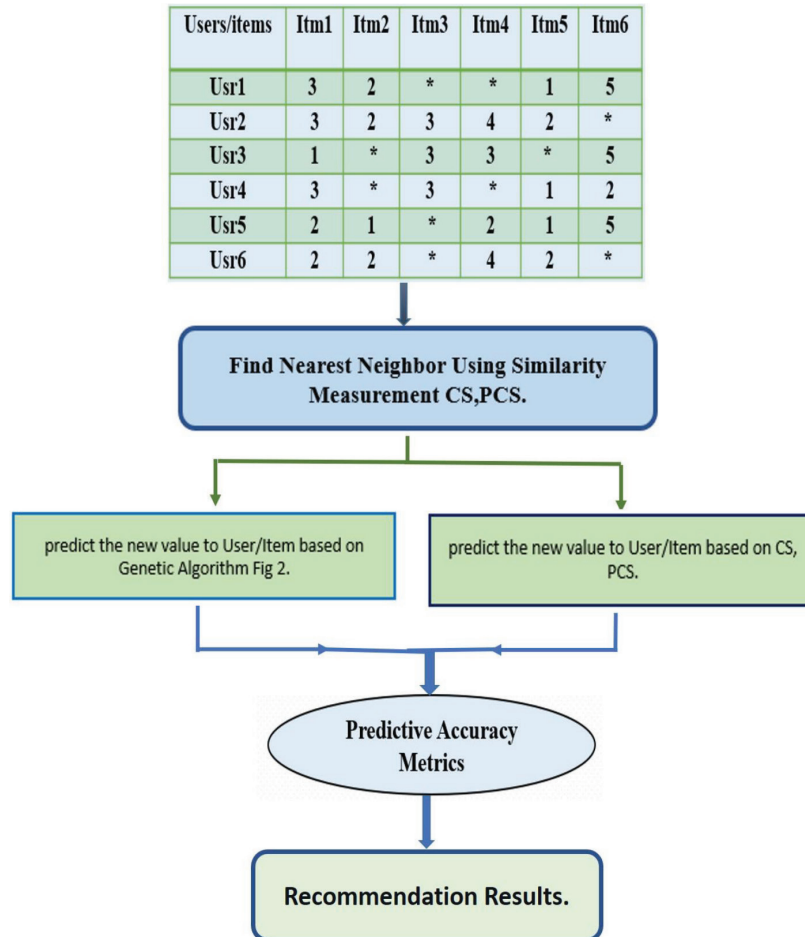 Users/items Itm1 Itm2 Itm3 Itm4 Itm5 Itm6
Usr1 3 2 * * 1 5
Usr2 3 2 3 4 2 *
Usr3 1 * 3 3 * 5
Usr4 3 * 3 * 1 2
Usr5 2 1 * 2 1 5
Usr6 2 2 * 4 2 *
Find Nearest Neighbor Using Similarity
Measurement CS,PCS.
predict the new value to User/Item based on
Genetic Algorithm Fig 2.
predict the new value to User/Item based on CS,
PCS.
Predictive Accuracy
Metrics
Recommendation Results.